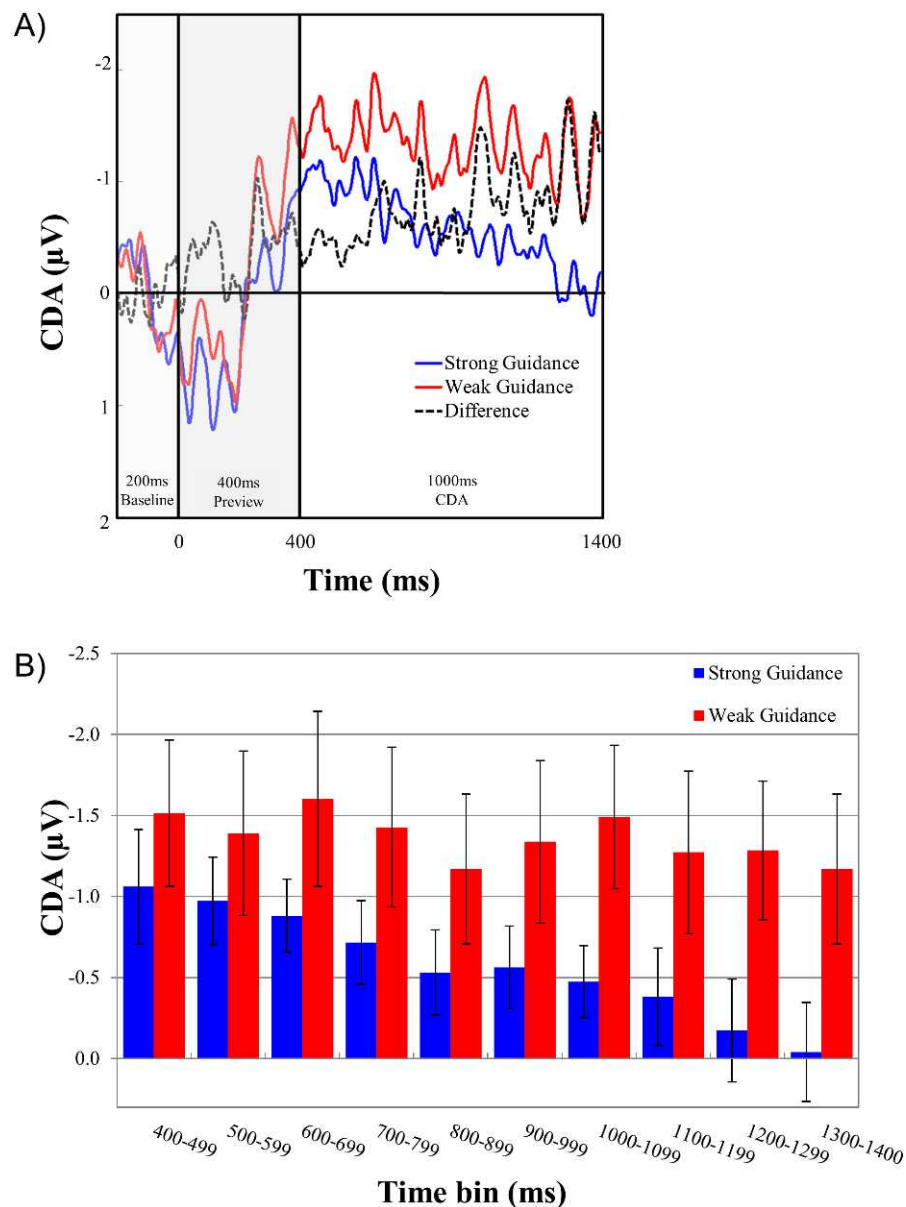 A)
-2
-1
0
1
2
CDA (µV)
Strong Guidance
Weak Guidance
Difference
200ms
Baseline
400ms
Preview
1000ms
CDA
0
400
1400
Time (ms)
B)
-2.5
-2.0
-1.5
-1.0
-0.5
0.0
CDA (µV)
Strong Guidance
Weak Guidance
400-499
500-599
600-699
700-799
800-899
900-999
1000-1099
1100-1199
1200-1299
1300-1400
Time bin (ms)